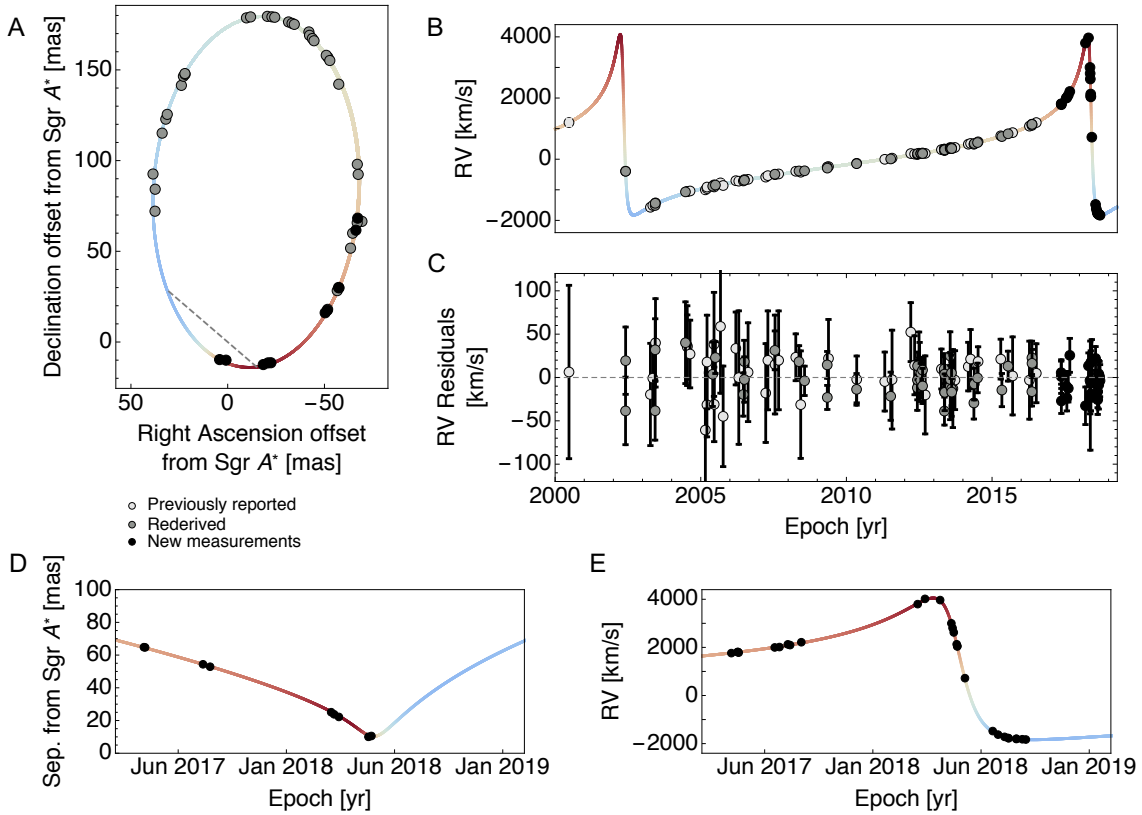 A
Declination offset from Sgr A* [mas]
150
100
50
0
50
0
−50
Right Ascension offset
from Sgr A* [mas]
Previously reported
Rederived
New measurements
B
RV [km/s]
4000
2000
0
−2000
C
RV Residuals
[km/s]
100
50
0
−50
−100
2000
2005
2010
2015
Epoch [yr]
D
Sep. from Sgr A* [mas]
100
80
60
40
20
0
Jun 2017
Jan 2018
Jun 2018
Jan 2019
Epoch [yr]
E
RV [km/s]
4000
2000
0
−2000
Jun 2017
Jan 2018
Jun 2018
Jan 2019
Epoch [yr]